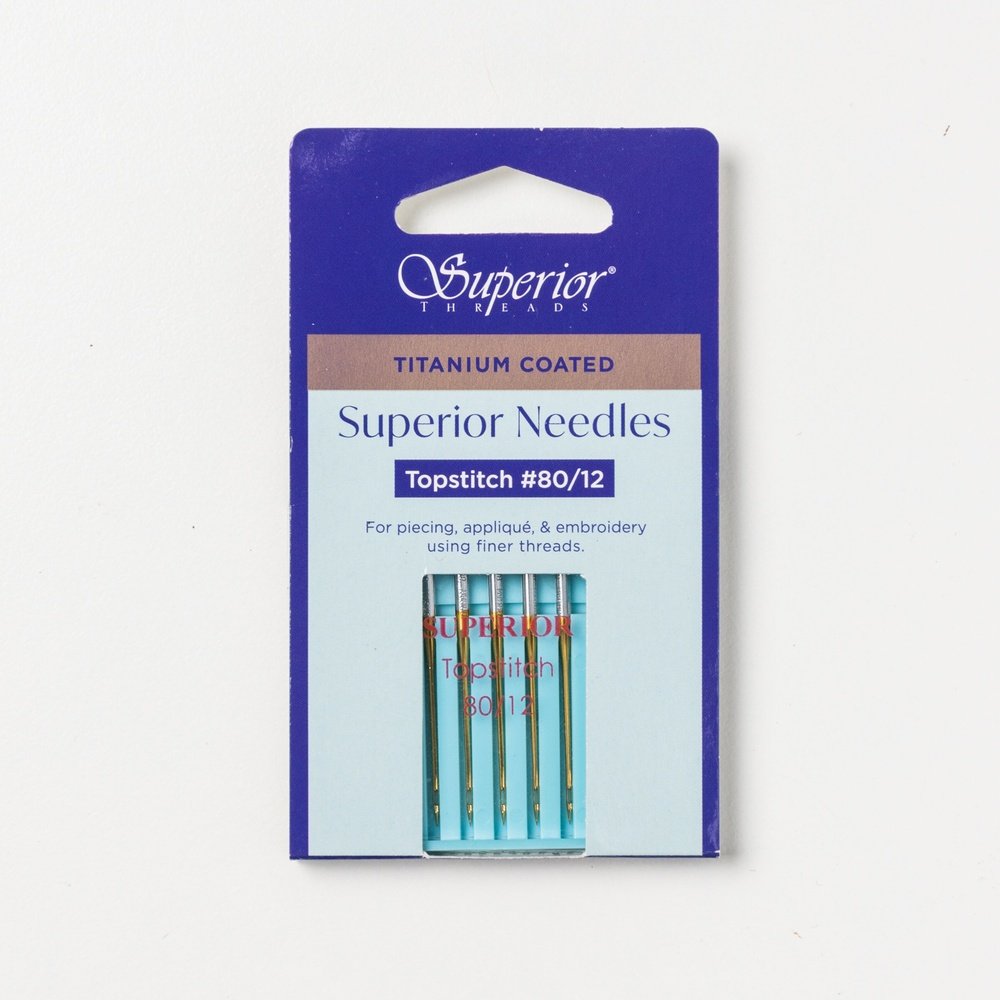 Superior®
THREADS
TITANIUM COATED
Superior Needles
Topstitch #80/12
For piecing, appliqué, & embroidery
using finer threads.
SUPERIOR
Topstitch
80/12